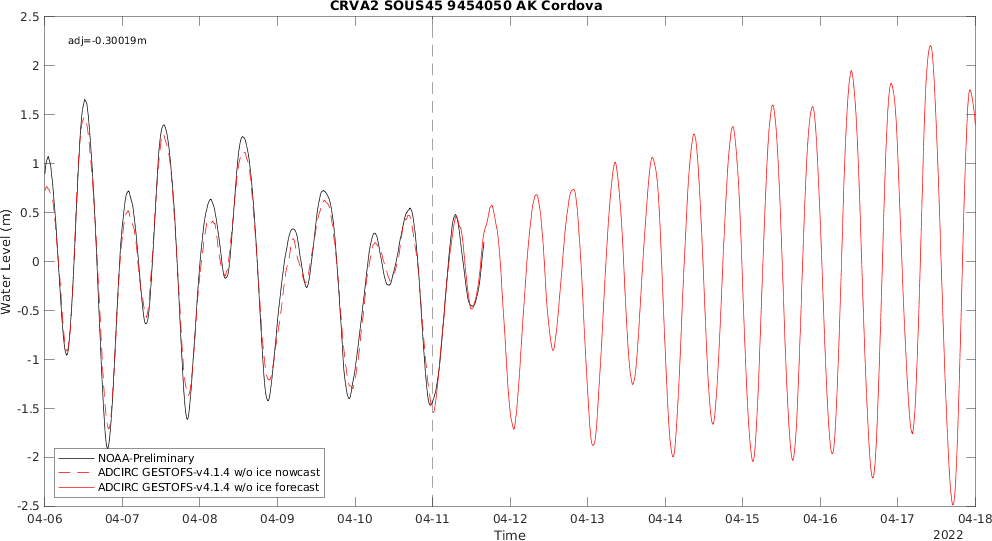 CRVA2 SOUS45 9454050 AK Cordova
adj=-0.30019m
2.5
2
1.5
1
0.5
0
-0.5
-1
-1.5
-2
-2.5
Water Level (m)
NOAA-Preliminary
ADCIRC GESTOFS-v4.1.4 w/o ice nowcast
ADCIRC GESTOFS-v4.1.4 w/o ice forecast
04-06 04-07 04-08 04-09 04-10 04-11 04-12 04-13 04-14 04-15 04-16 04-17 04-18
Time
2022